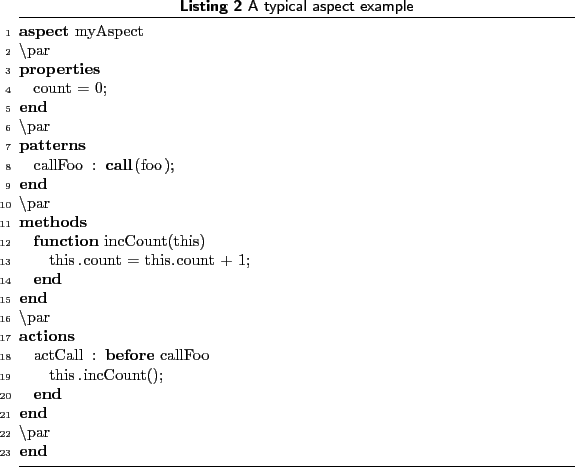 Listing 2 A typical aspect example
1 aspect myAspect
2 \par
3 properties
4 count = 0;
5 end
6 \par
7 patterns
8 callFoo : call(foo);
9 end
10 \par
11 methods
12 function incCount(this)
13 this.count = this.count + 1;
14 end
15 end
16 \par
17 actions
18 actCall : before callFoo
19 this.incCount();
20 end
21 end
22 \par
23 end